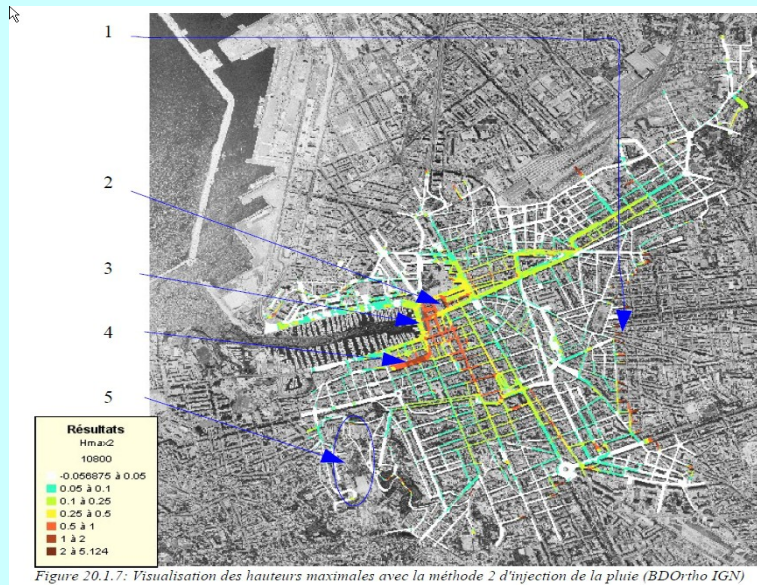 1
2
3
4
5
Résultats
Hmax2
10800
-0.056875 à 0.05
0.05 à 0.1
0.1 à 0.25
0.25 à 0.5
0.5 à 1
1 à 2
2 à 5.124
Figure 20.1.7: Visualisation des hauteurs maximales avec la méthode 2 d'injection de la pluie (BDOrtho IGN)